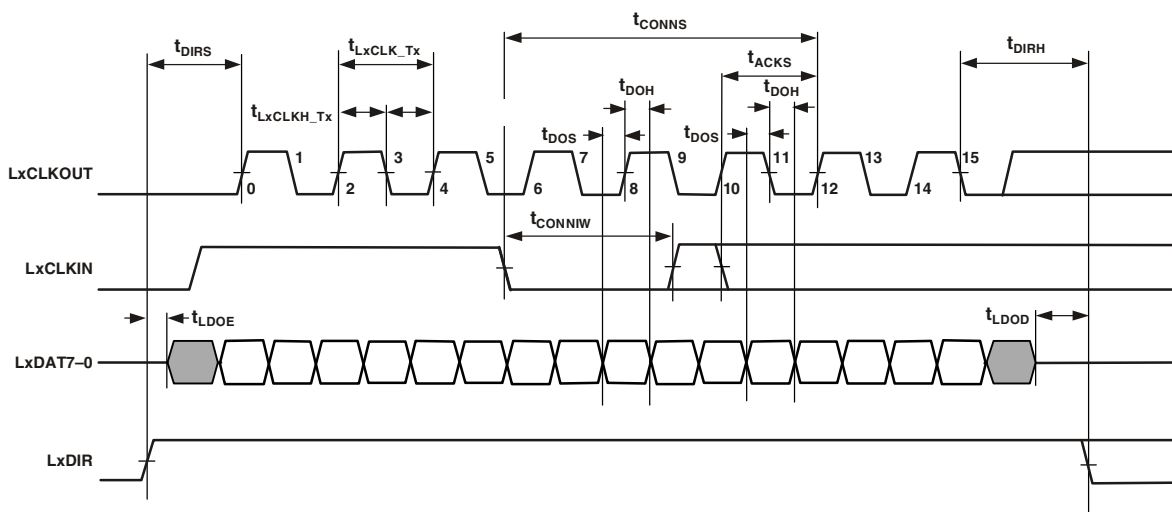 tCONNS
tDIRS
tLxCLK_Tx
tACKS
tDIRH
tDOH
tDOH
tLxCLKH_Tx
tDOS
tDOS
LxCLKOUT
1 3 5 7 9 11 13 15
0 2 4 6 8 10 12 14
tCONNIW
LxCLKIN
tLDOE
tLDOD
LxDAT7–0
LxDIR